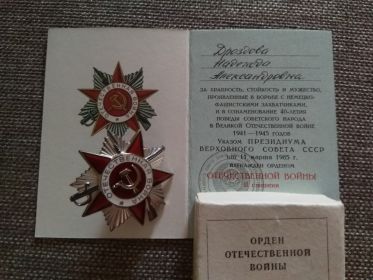 Дроздова
Надежда
Александровна
ЗА ХРАБРОСТЬ, СТОЙКОСТЬ И МУЖЕСТВО,
ПРОЯВЛЕННЫЕ В БОРЬБЕ С НЕМЕЦКО-
ФАШИСТСКИМИ ЗАХВАТЧИКАМИ,
И В ОЗНАМЕНОВАНИЕ 40-ЛЕТИЯ
ПОБЕДЫ СОВЕТСКОГО НАРОДА
В ВЕЛИКОЙ ОТЕЧЕСТВЕННОЙ ВОЙНЕ
1941—1945 ГОДОВ
УКАЗОМ ПРЕЗИДИУМА
ВЕРХОВНОГО СОВЕТА СССР
ОТ 11 МАРТА 1985 Г.
НАГРАЖДЕН ОРДЕНОМ
ОТЕЧЕСТВЕННОЙ ВОЙНЫ
II СТЕПЕНИ
ОТЕЧЕСТВЕННАЯ ВОЙНА
ОТЕЧЕСТВЕННАЯ ВОЙНА
ОРДЕН
ОТЕЧЕСТВЕННОЙ
ВОЙНЫ